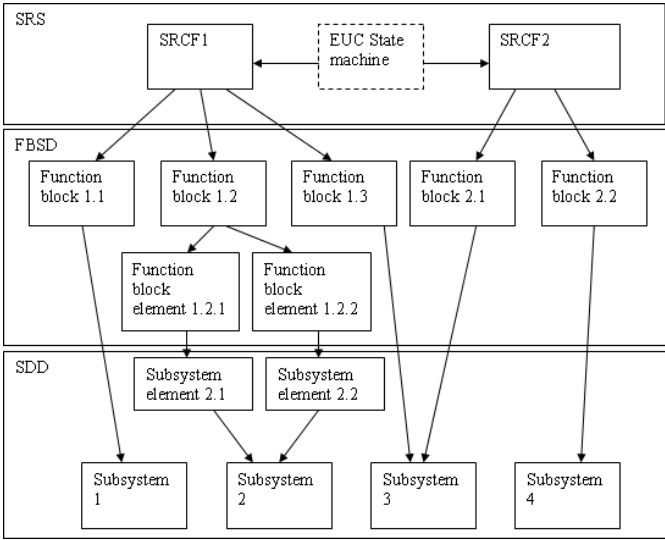 SRS
SRCF1
EUC State
machine
SRCF2
FBSD
Function
block 1.1
Function
block 1.2
Function
block 1.3
Function
block 2.1
Function
block 2.2
Function
block
element 1.2.1
Function
block
element 1.2.2
SDD
Subsystem
element 2.1
Subsystem
element 2.2
Subsystem
1
Subsystem
2
Subsystem
3
Subsystem
4